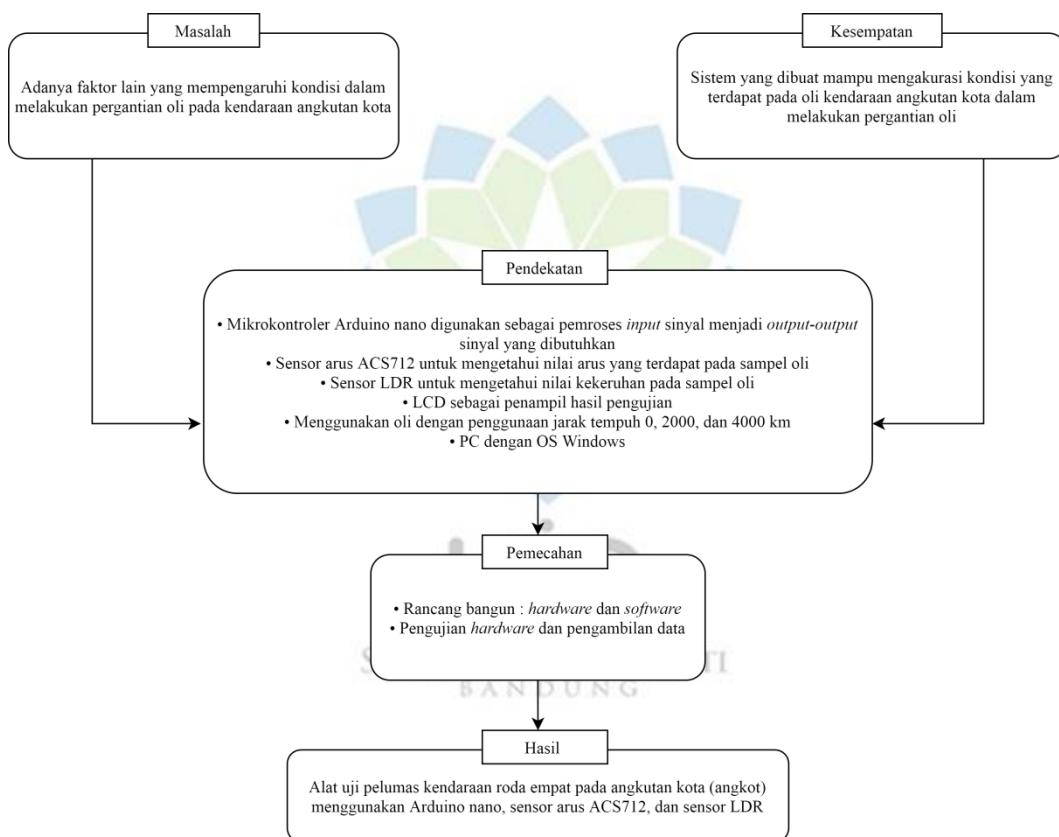 Masalah
Adanya faktor lain yang mempengaruhi kondisi dalam
melakukan pergantian oli pada kendaraan angkutan kota
Kesempatan
Sistem yang dibuat mampu mengakurasi kondisi yang
terdapat pada oli kendaraan angkutan kota dalam
melakukan pergantian oli
Pendekatan
• Mikrokontroler Arduino nano digunakan sebagai pemroses input sinyal menjadi output-output
sinyal yang dibutuhkan
• Sensor arus ACS712 untuk mengetahui nilai arus yang terdapat pada sampel oli
• Sensor LDR untuk mengetahui nilai kekeruhan pada sampel oli
• LCD sebagai penampil hasil pengujian
• Menggunakan oli dengan penggunaan jarak tempuh 0, 2000, dan 4000 km
• PC dengan OS Windows
Pemecahan
• Rancang bangun : hardware dan software
• Pengujian hardware dan pengambilan data
BANDUNG
Hasil
Alat uji pelumas kendaraan roda empat pada angkutan kota (angkot)
menggunakan Arduino nano, sensor arus ACS712, dan sensor LDR